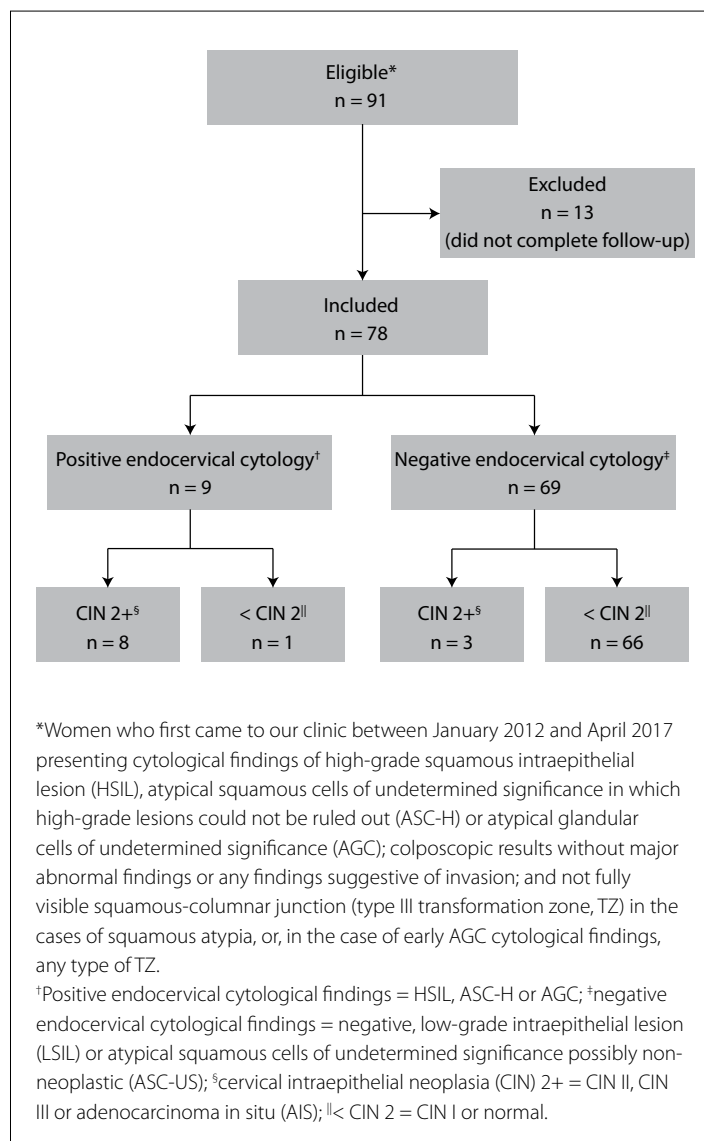 Eligible*
n = 91
Excluded
n = 13
(did not complete follow-up)
Included
n = 78
Positive endocervical cytology†
n = 9
Negative endocervical cytology‡
n = 69
CIN 2+§
n = 8
< CIN 2||
n = 1
CIN 2+§
n = 3
< CIN 2||
n = 66
*Women who first came to our clinic between January 2012 and April 2017
presenting cytological findings of high-grade squamous intraepithelial
lesion (HSIL), atypical squamous cells of undetermined significance in which
high-grade lesions could not be ruled out (ASC-H) or atypical glandular
cells of undetermined significance (AGC); colposcopic results without major
abnormal findings or any findings suggestive of invasion; and not fully
visible squamous-columnar junction (type III transformation zone, TZ) in the
cases of squamous atypia, or, in the case of early AGC cytological findings,
any type of TZ.
†Positive endocervical cytological findings = HSIL, ASC-H or AGC; ‡negative
endocervical cytological findings = negative, low-grade intraepithelial lesion
(LSIL) or atypical squamous cells of undetermined significance possibly non-
neoplastic (ASC-US); §cervical intraepithelial neoplasia (CIN) 2+ = CIN II, CIN
III or adenocarcinoma in situ (AIS); ||< CIN 2 = CIN I or normal.